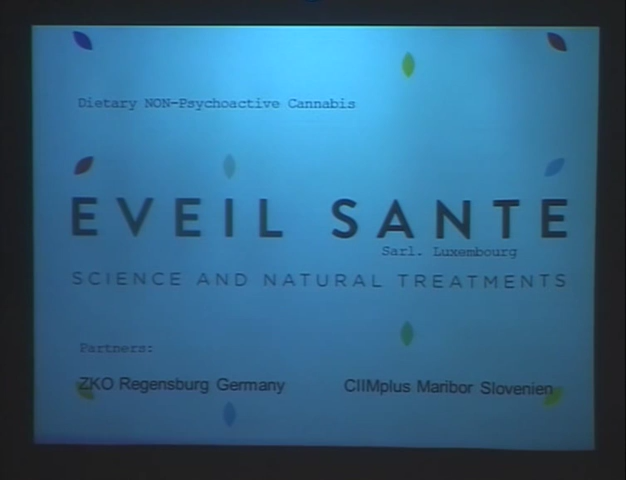 Dietary NON-Psychoactive Cannabis
EVEIL SANTE
Sarl. Luxembourg
SCIENCE AND NATURAL TREATMENTS
Partners:
ZKO Regensburg Germany
CIIMplus Maribor Slovenien